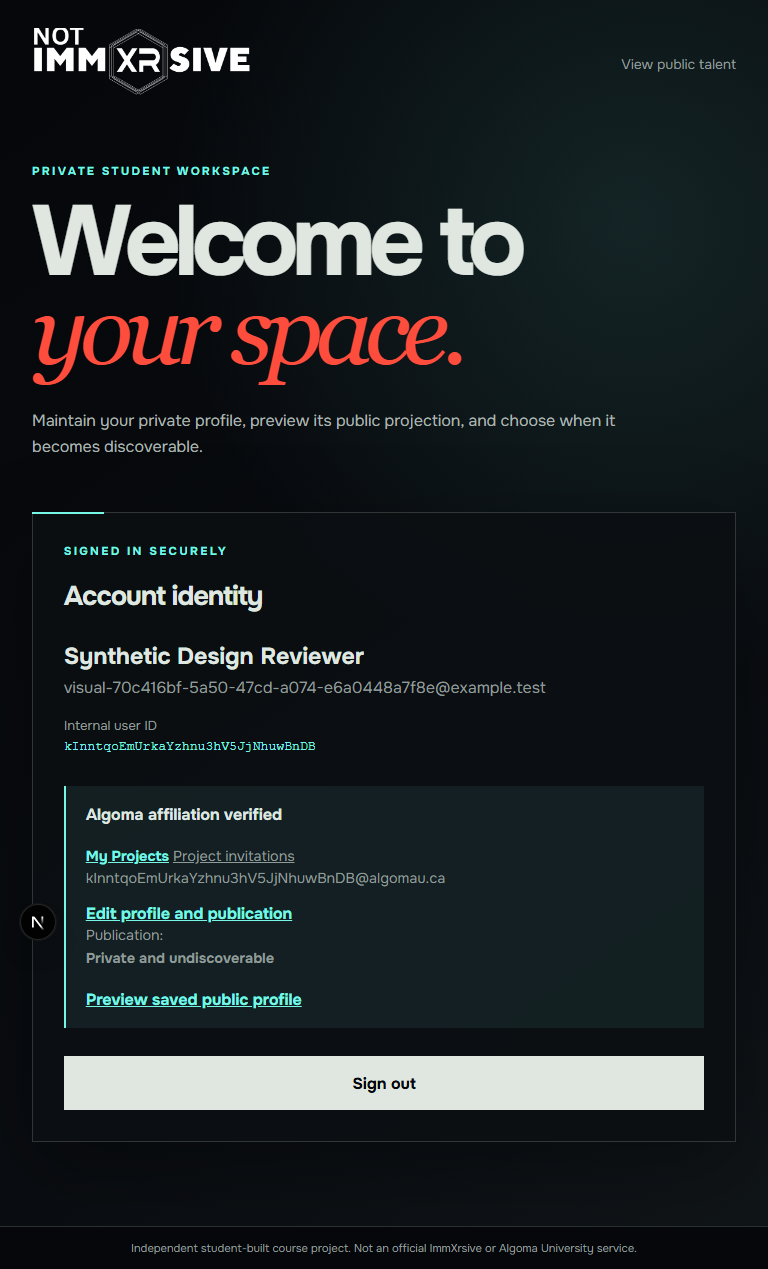 NOT
IMMXRSIVE
View public talent
PRIVATE STUDENT WORKSPACE
Welcome to
your space.
Maintain your private profile, preview its public projection, and choose when it
becomes discoverable.
SIGNED IN SECURELY
Account identity
Synthetic Design Reviewer
visual-70c416bf-5a50-47cd-a074-e6a0448a7f8e@example.test
Internal user ID
kInntqoEmUrkaYzhnu3hV5JjNhuwBnDB
Algoma affiliation verified
My Projects Project invitations
kInntqoEmUrkaYzhnu3hV5JjNhuwBnDB@algomau.ca
Edit profile and publication
N
Publication:
Private and undiscoverable
Preview saved public profile
Sign out
Independent student-built course project. Not an official ImmXrsive or Algoma University service.